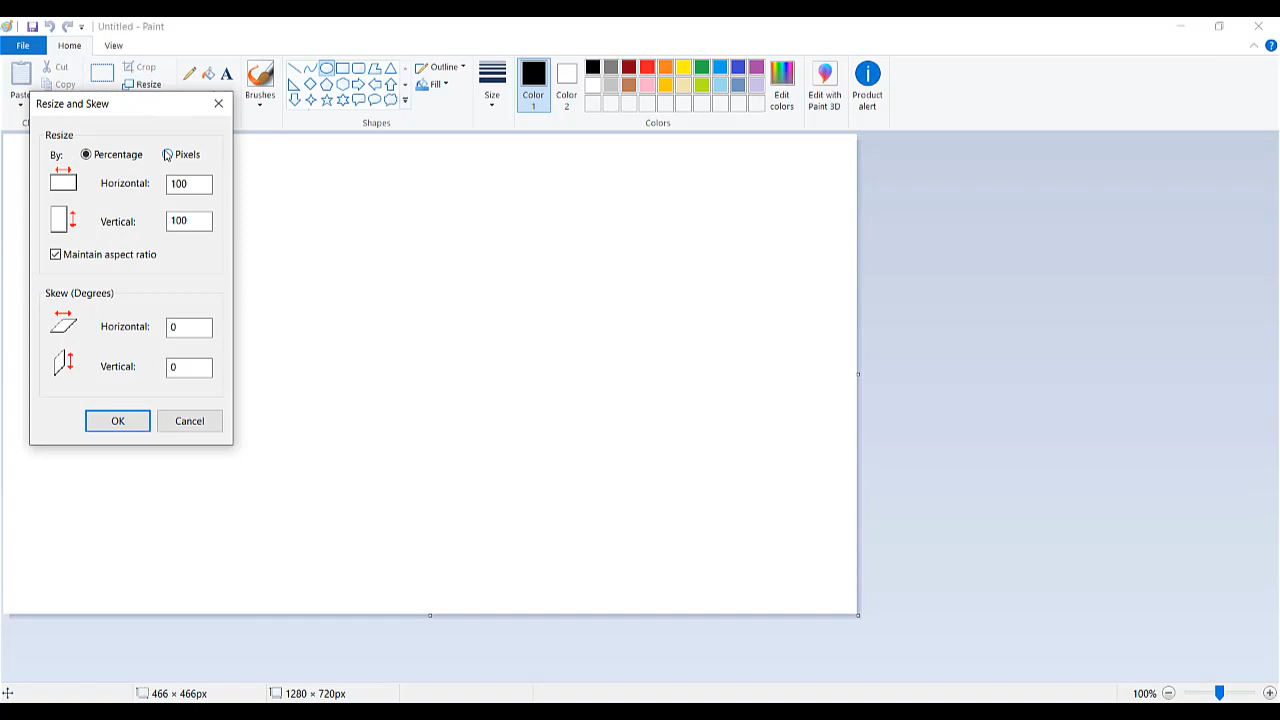 Untitled - Paint
File Home View
Cut Crop Outline
Copy Resize Fill
Brushes Size Color 1 Color 2 Edit colors Edit with Paint 3D Product alert
Shapes Colors
Resize and Skew
Resize
By: Percentage Pixels
Horizontal: 100
Vertical: 100
Maintain aspect ratio
Skew (Degrees)
Horizontal: 0
Vertical: 0
OK Cancel
466 × 466px 1280 × 720px 100%